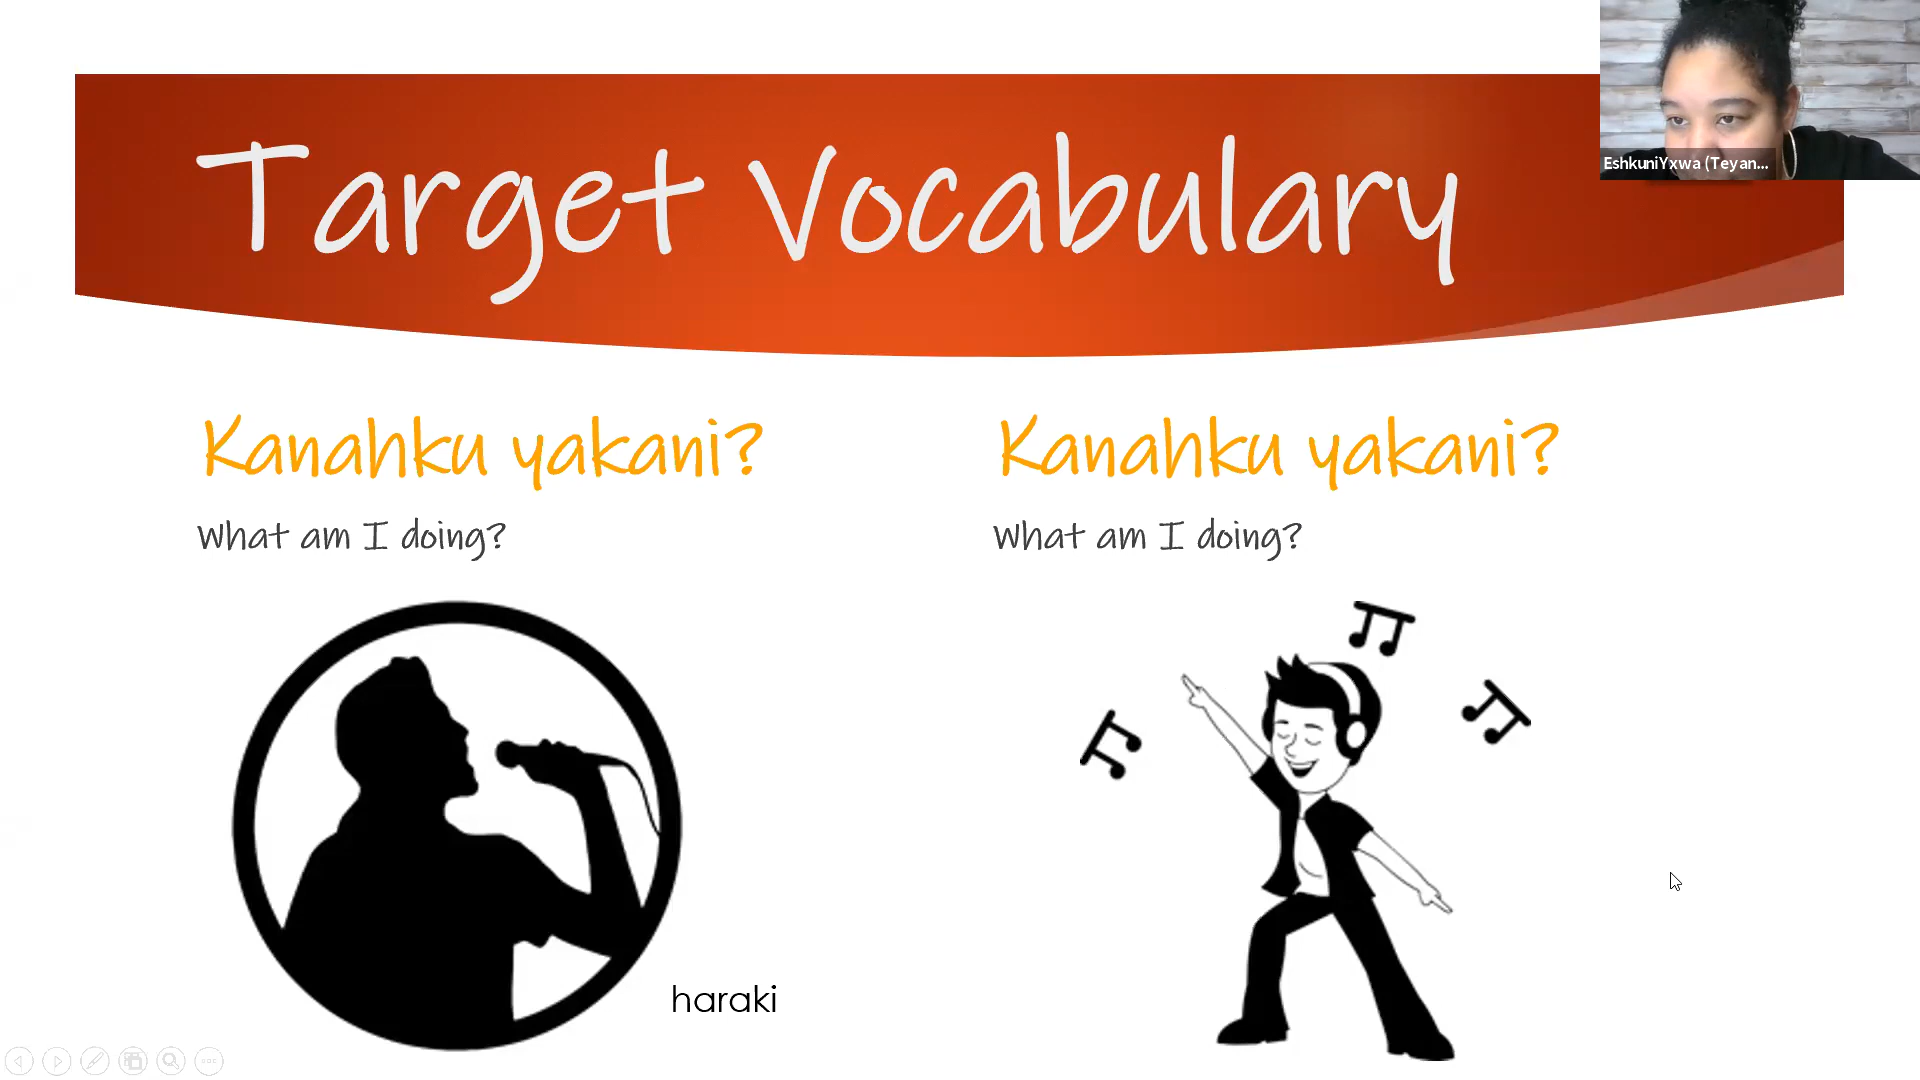 Target Vocabulary
EshkuniYxwa (Teyan...
Kanahku yakani?
What am I doing?
haraki
Kanahku yakani?
What am I doing?